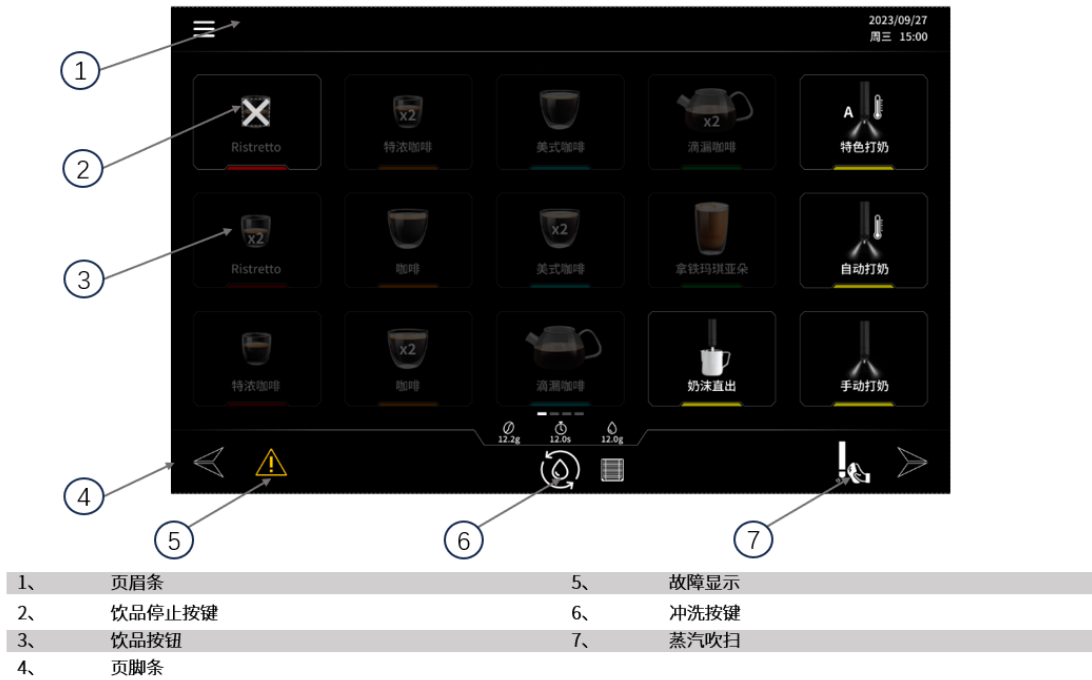 2023/09/27
周三 15:00
1
2
3
4
5
6
7
Ristretto
x2
特浓咖啡
美式咖啡
x2
滴漏咖啡
A
特色打奶
x2
Ristretto
咖啡
x2
美式咖啡
拿铁玛琪亚朵
自动打奶
特浓咖啡
x2
咖啡
滴漏咖啡
奶沫直出
手动打奶
12.2g 12.0s 12.0g
1、 页眉条 5、 故障显示
2、 饮品停止按键 6、 冲洗按键
3、 饮品按钮 7、 蒸汽吹扫
4、 页脚条